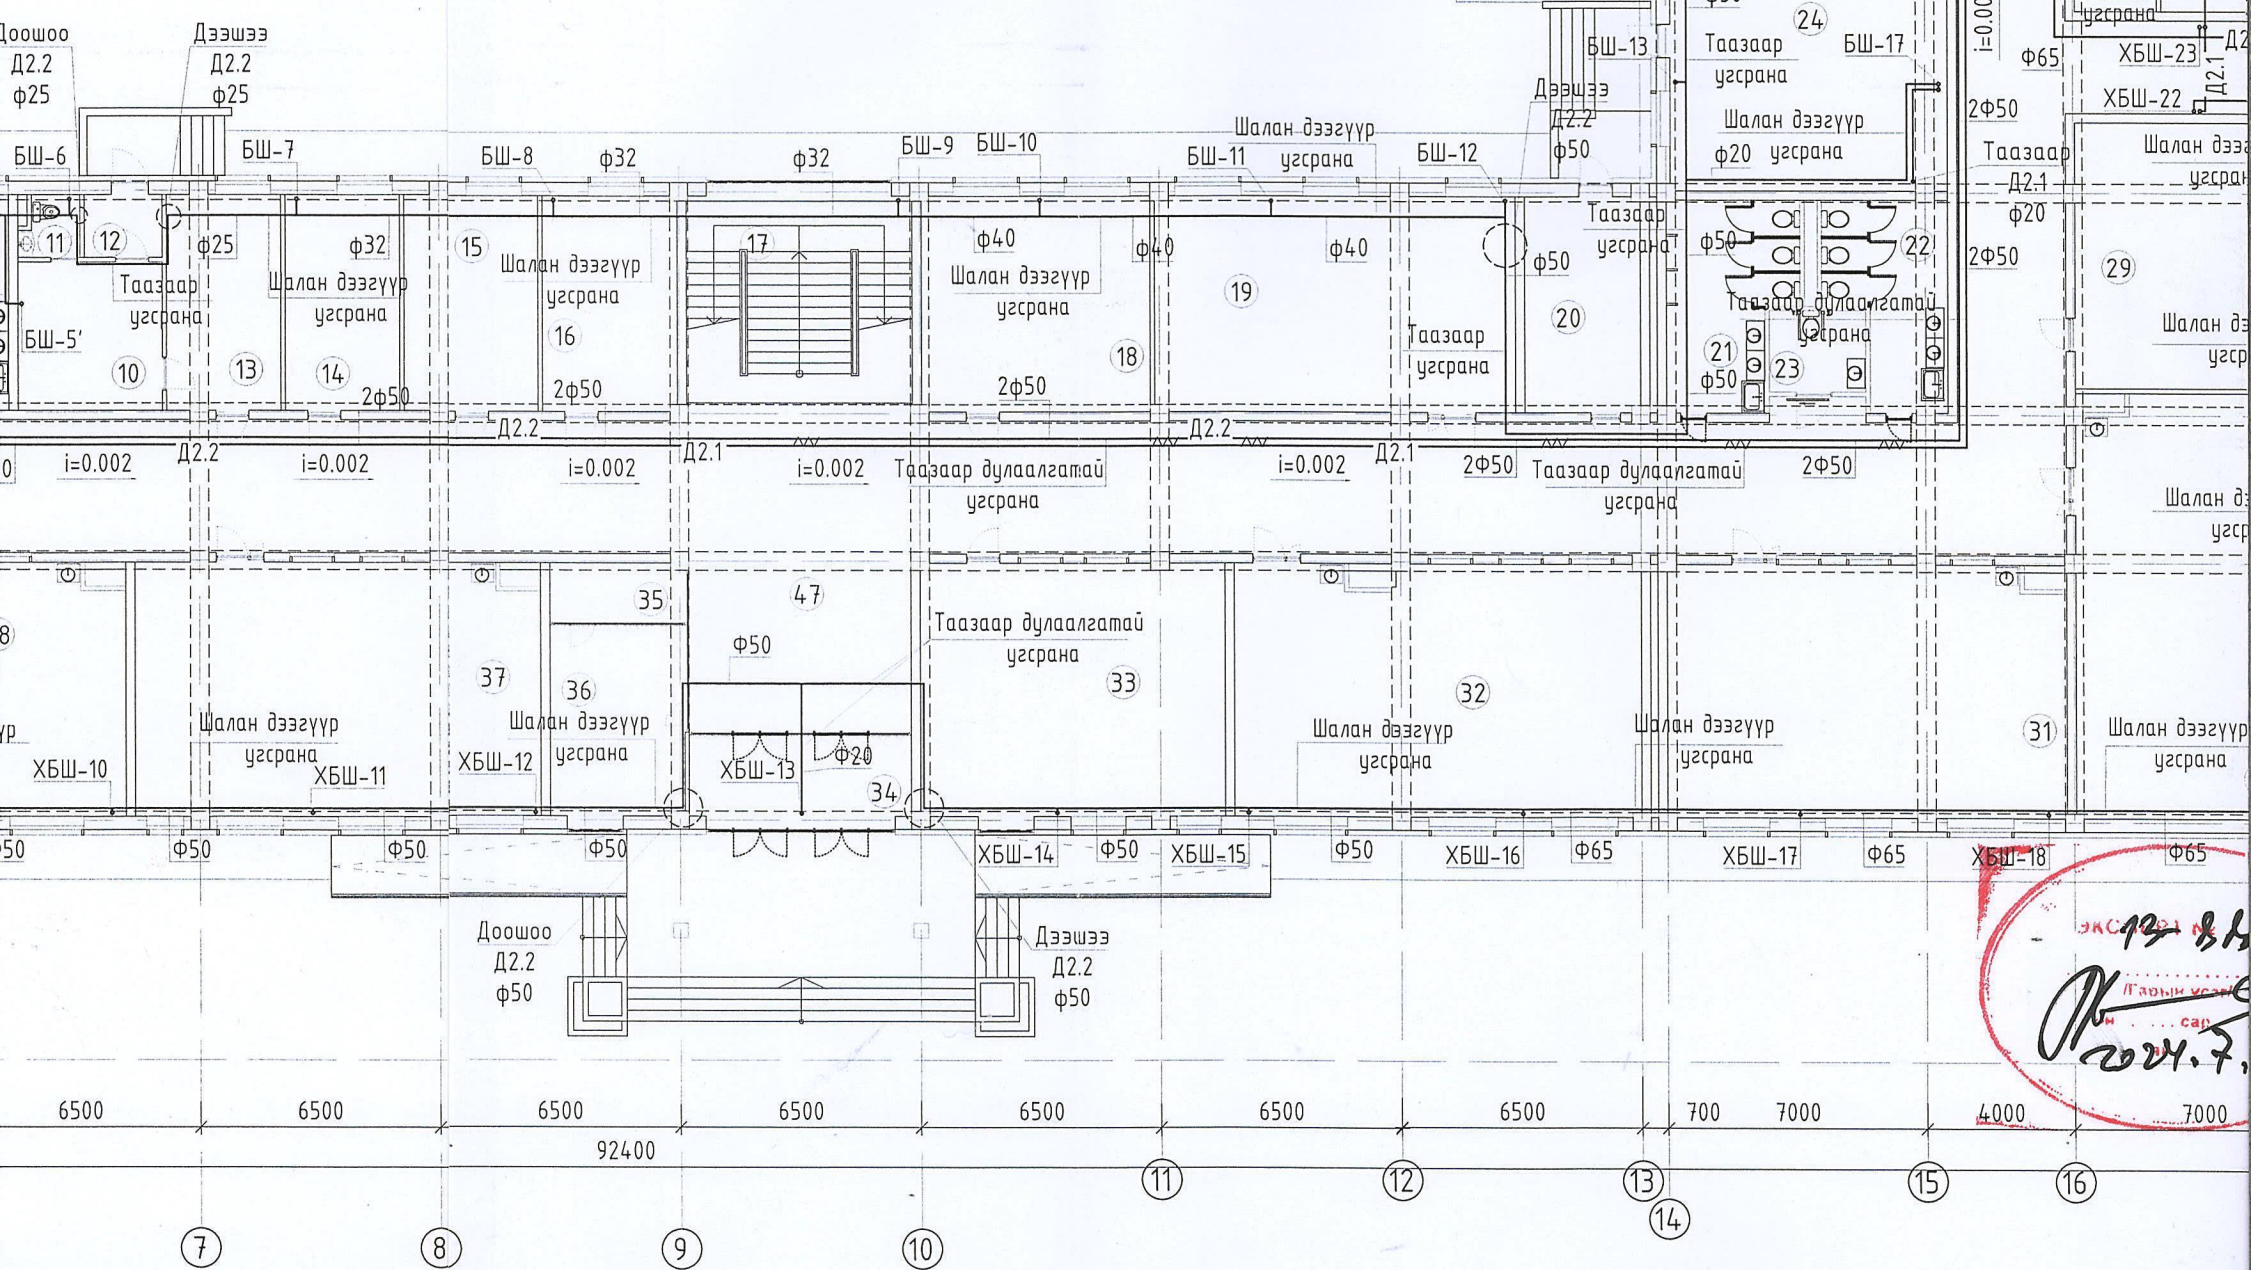 Доошоо
Д2.2
ф25
Дээшээ
Д2.2
ф25
БШ-6
БШ-7
БШ-8
ф32
ф32
БШ-9
БШ-10
БШ-11
Шалан дээгүүр
угсрана
БШ-12
Дээшээ
Д2.2
ф50
БШ-13
24
Таазаар
угсрана
БШ-17
Шалан дээгүүр
ф20
угсрана
i=0.00
Ф65
угсрана
ХБШ-23
Д2.1
ХБШ-22
2Ф50
Таазаар
Д2.1
ф20
2Ф50
11
12
ф25
ф32
15
17
ф40
ф40
ф40
ф50
Таазаар
угсрана
ф50
22
29
Таазаар
угсрана
Шалан дээгүүр
угсрана
Шалан дээгүүр
угсрана
Шалан дээгүүр
угсрана
19
20
Таазаар дулаалгатай
угсрана
БШ-5'
16
18
Таазаар
угсрана
21
23
ф50
10
13
14
2ф50
2ф50
2ф50
Д2.2
Д2.2
Д2.2
Д2.1
Д2.1
i=0.002
i=0.002
i=0.002
i=0.002
Таазаар дулаалгатай
угсрана
i=0.002
2Ф50
Таазаар дулаалгатай
угсрана
2Ф50
35
47
Ф50
Таазаар дулаалгатай
угсрана
37
36
33
32
31
Шалан дээгүүр
угсрана
Шалан дээгүүр
угсрана
Шалан дээгүүр
угсрана
Шалан дээгүүр
угсрана
Шалан дээгүүр
угсрана
ХБШ-10
ХБШ-11
ХБШ-12
ХБШ-13
Ф20
34
Ф50
Ф50
Ф50
ХБШ-14
Ф50
ХБШ-15
Ф50
ХБШ-16
Ф65
ХБШ-17
Ф65
ХБШ-18
Ф65
Доошоо
Д2.2
ф50
Дээшээ
Д2.2
ф50
2024.7.
6500
6500
6500
6500
6500
6500
6500
700
7000
4000
7000
92400
11
12
13
14
15
16
7
8
9
10